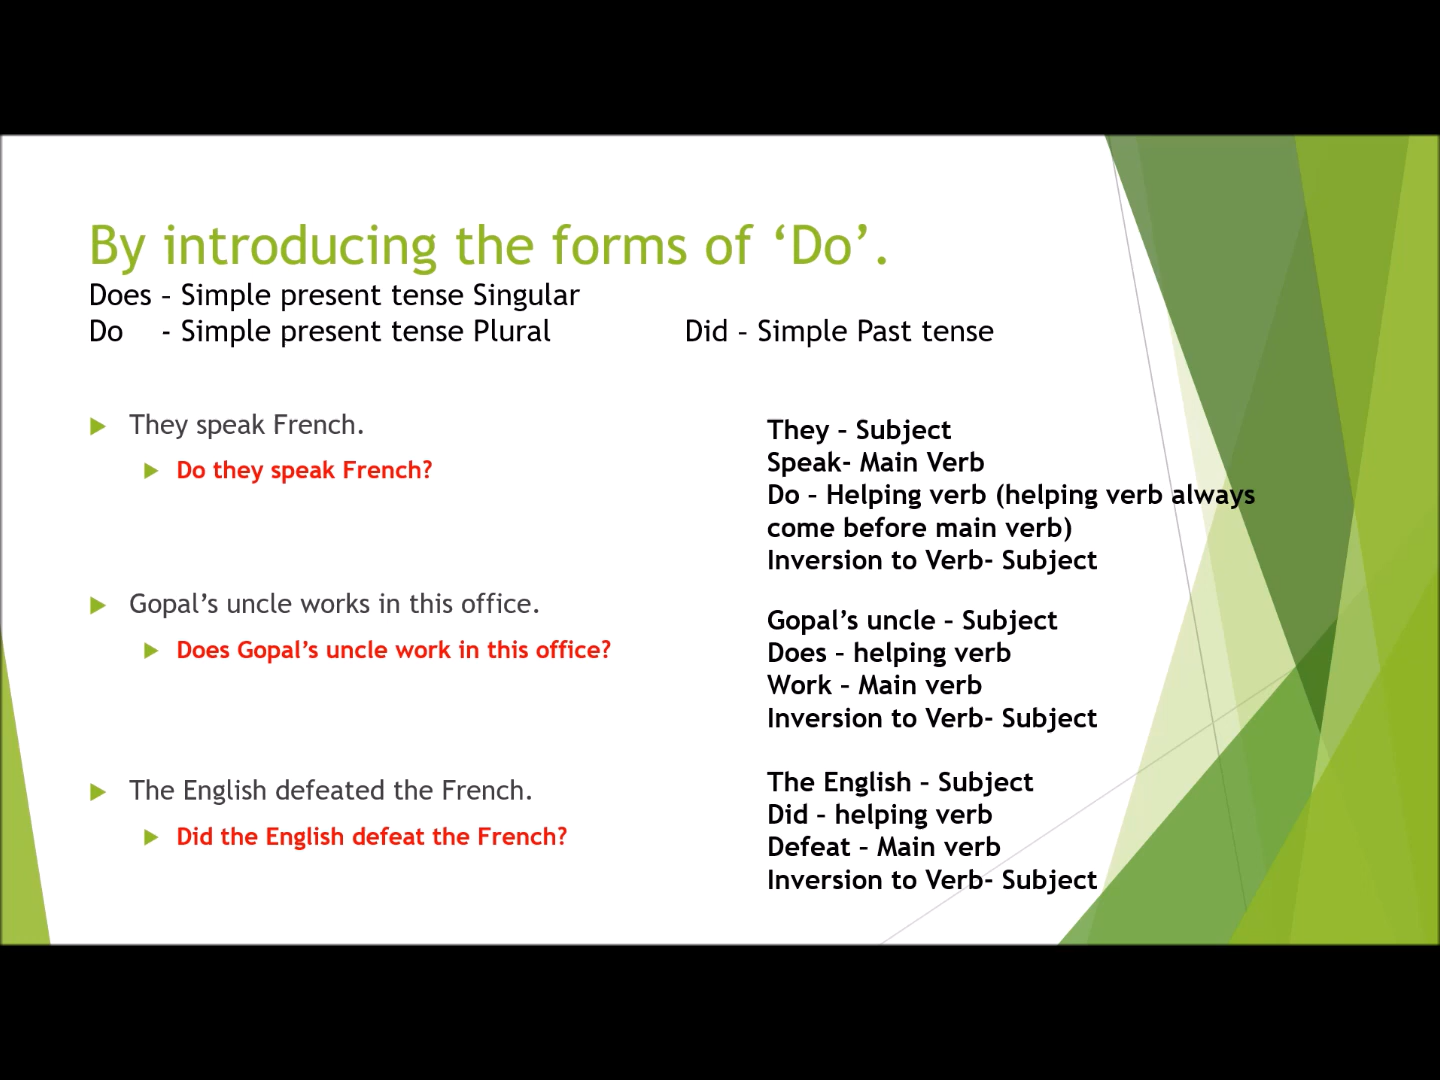 By introducing the forms of ‘Do’.
Does – Simple present tense Singular
Do - Simple present tense Plural Did – Simple Past tense
They speak French.
Do they speak French?
They – Subject
Speak- Main Verb
Do – Helping verb (helping verb always
come before main verb)
Inversion to Verb- Subject
Gopal’s uncle works in this office.
Does Gopal’s uncle work in this office?
Gopal’s uncle – Subject
Does – helping verb
Work – Main verb
Inversion to Verb- Subject
The English defeated the French.
Did the English defeat the French?
The English – Subject
Did – helping verb
Defeat – Main verb
Inversion to Verb- Subject